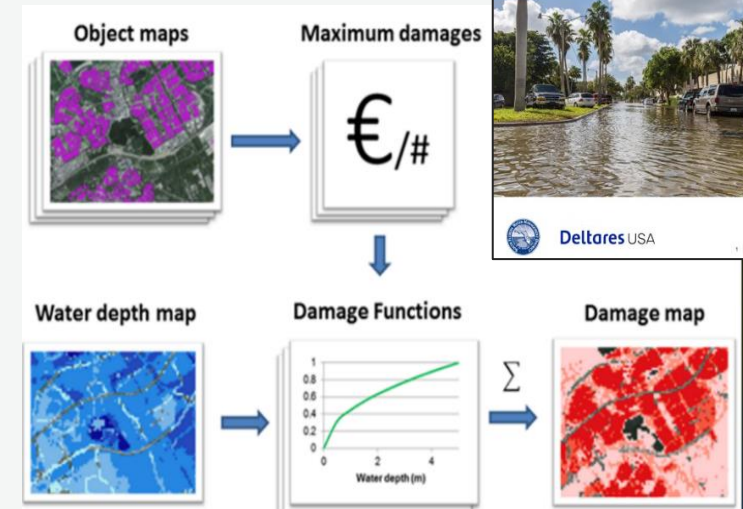 Object maps
Maximum damages
€/#
Deltares USA
Water depth map
Damage Functions
Damage map
1
0.8
0.6
0.4
0.2
0
0
2
4
Water depth (m)
∑